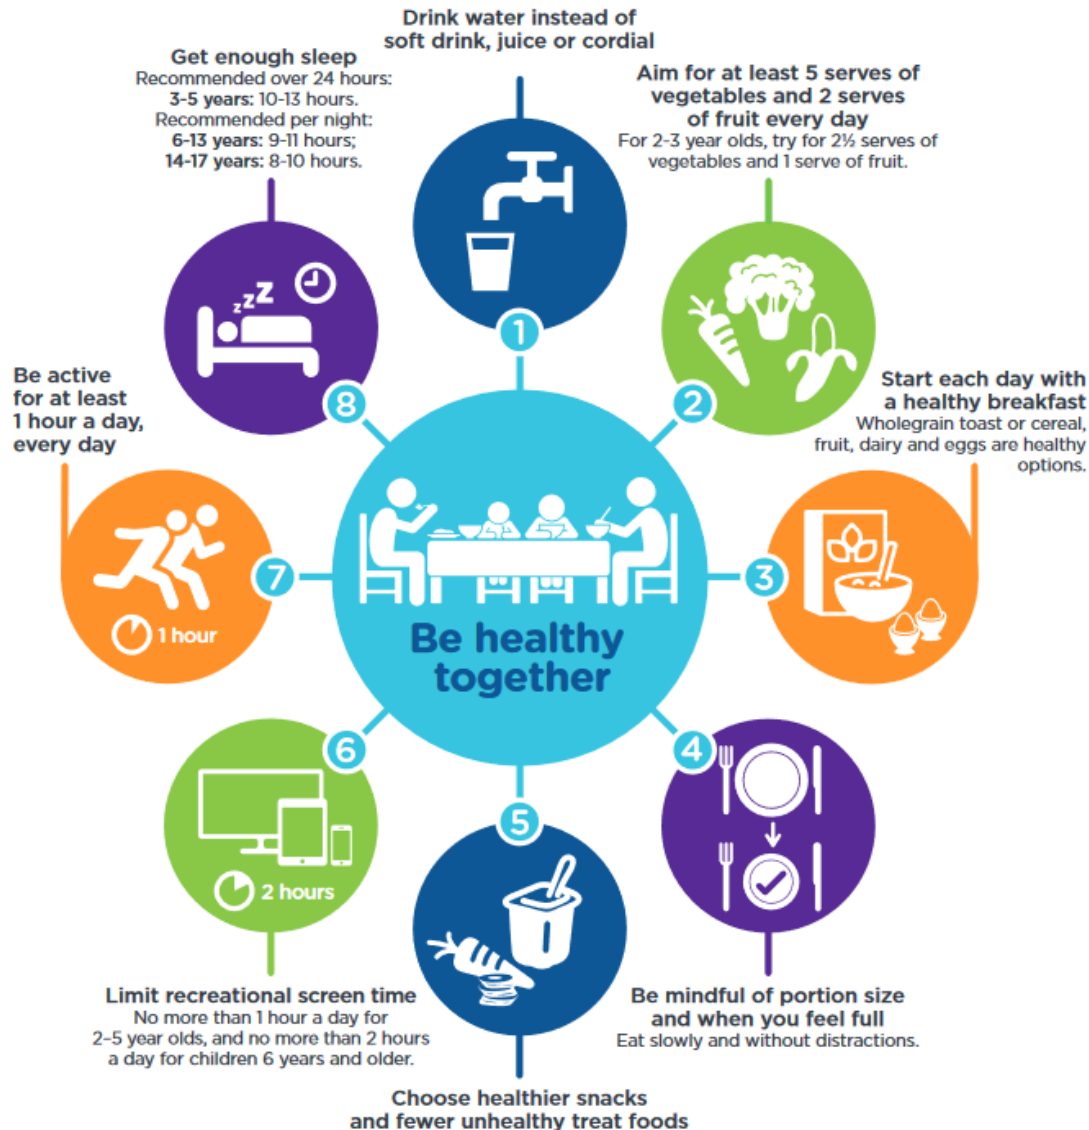 Drink water instead of
soft drink, juice or cordial
1
Aim for at least 5 serves of
vegetables and 2 serves
of fruit every day
For 2-3 year olds, try for 2½ serves of
vegetables and 1 serve of fruit.
2
Start each day with
a healthy breakfast
Wholegrain toast or cereal,
fruit, dairy and eggs are healthy
options.
3
4
Be mindful of portion size
and when you feel full
Eat slowly and without distractions.
5
Choose healthier snacks
and fewer unhealthy treat foods
6
2 hours
Limit recreational screen time
No more than 1 hour a day for
2–5 year olds, and no more than 2 hours
a day for children 6 years and older.
Be active
for at least
1 hour a day,
every day
7
1 hour
Get enough sleep
Recommended over 24 hours:
3-5 years: 10-13 hours.
Recommended per night:
6-13 years: 9-11 hours;
14-17 years: 8-10 hours.
zzZ
8
Be healthy
together